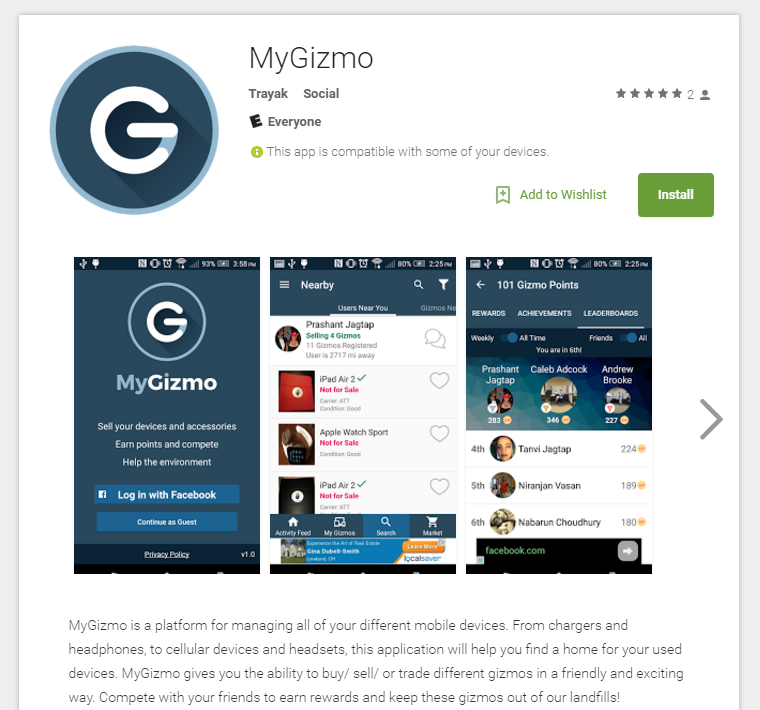 MyGizmo
Trayak Social
2
Everyone
This app is compatible with some of your devices.
Add to Wishlist
Install
93% 3:58 PM
MyGizmo
Sell your devices and accessories
Earn points and compete
Help the environment
Log in with Facebook
Continue as Guest
Privacy Policy v1.0
80% 2:25PM
Nearby
Users Near You Gizmos Ne
Prashant Jagtap
Selling 4 Gizmos
11 Gizmos Registered
User is 2717 mi away
iPad Air 2
Not for Sale
Carrier: ATT
Condition: Good
Apple Watch Sport
Not for Sale
Condition: Good
iPad Air 2
Not for Sale
Carrier: ATT
Condition: Good
Activity Feed My Gizmos Search Market
Experience the Art of Real Estate
Gina Dubell-Smith
Loveland, OH
Learn More
localsaver
80% 2:25PM
101 Gizmo Points
REWARDS ACHIEVEMENTS LEADERBOARDS
Weekly All Time Friends All
You are in 6th!
Prashant Jagtap Caleb Adcock Andrew Brooke
283 346 227
4th Tanvi Jagtap 224
5th Niranjan Vasan 189
6th Nabarun Choudhury 180
facebook.com
MyGizmo is a platform for managing all of your different mobile devices. From chargers and
headphones, to cellular devices and headsets, this application will help you find a home for your used
devices. MyGizmo gives you the ability to buy/ sell/ or trade different gizmos in a friendly and exciting
way. Compete with your friends to earn rewards and keep these gizmos out of our landfills!